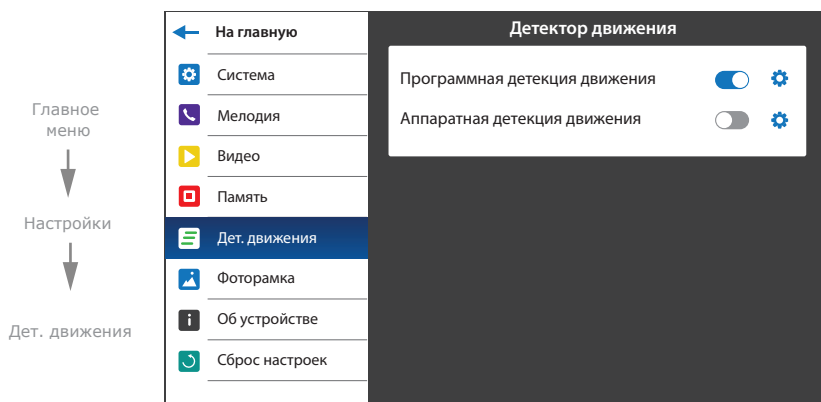 Главное
меню
Настройки
Дет. движения
На главную
Система
Мелодия
Видео
Память
Дет. движения
Фоторамка
Об устройстве
Сброс настроек
Детектор движения
Программная детекция движения
Аппаратная детекция движения